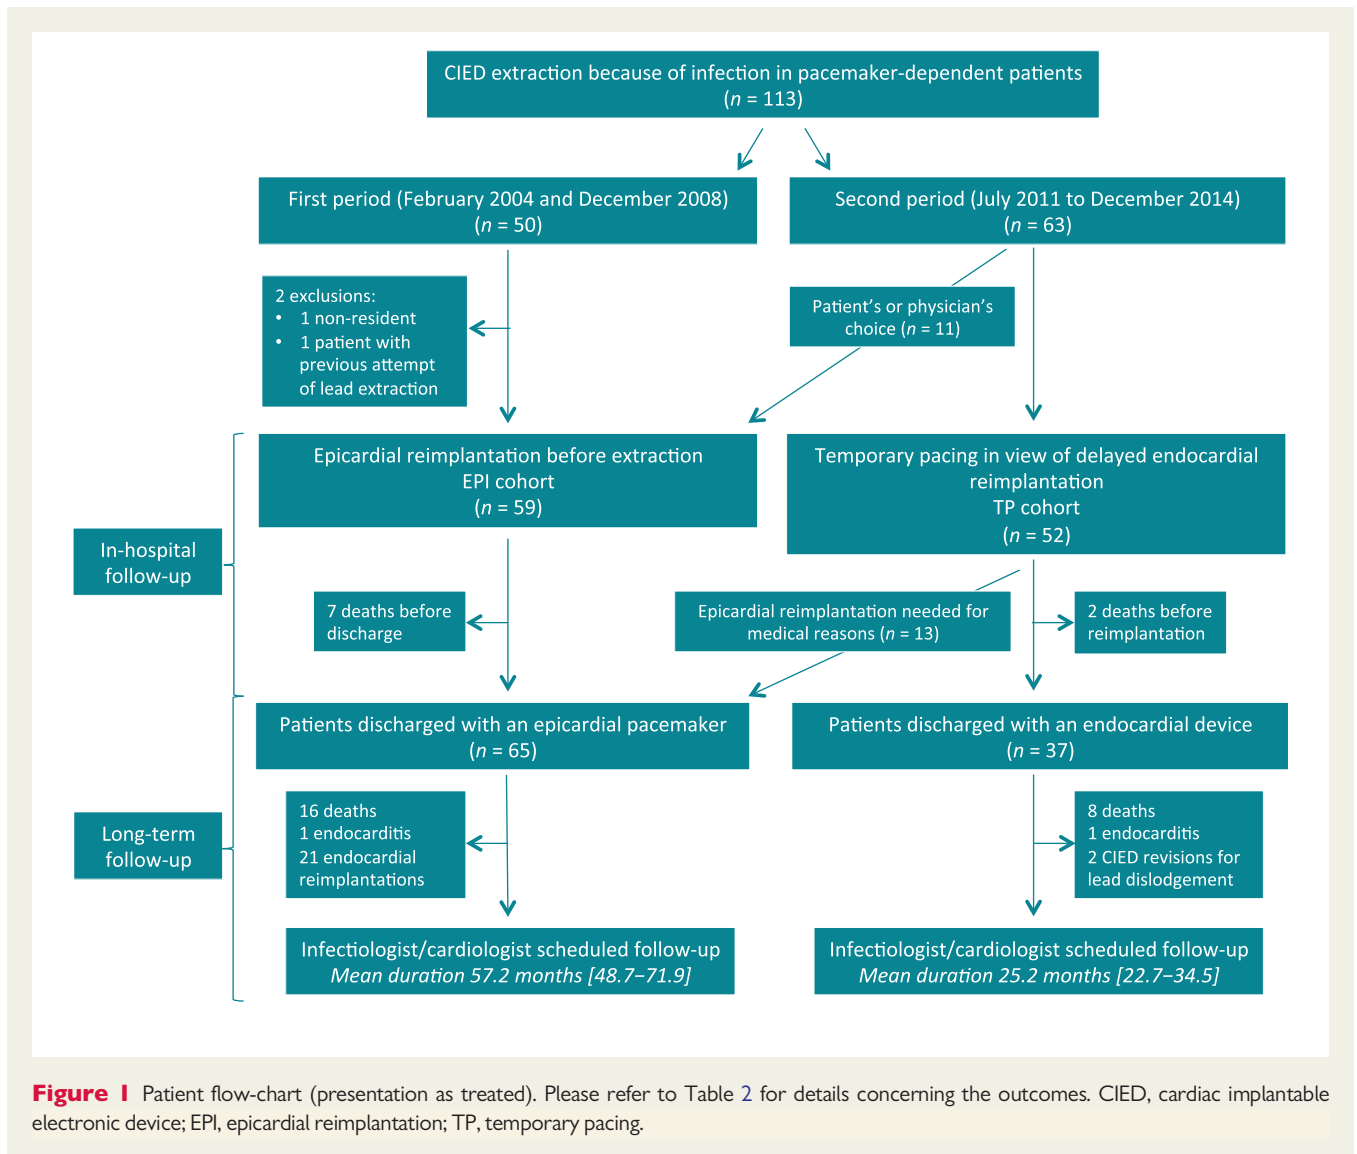 CIED extraction because of infection in pacemaker-dependent patients
(n = 113)
First period (February 2004 and December 2008)
(n = 50)
Second period (July 2011 to December 2014)
(n = 63)
2 exclusions:
• 1 non-resident
• 1 patient with
previous attempt
of lead extraction
Patient’s or physician’s
choice (n = 11)
Epicardial reimplantation before extraction
EPI cohort
(n = 59)
Temporary pacing in view of delayed endocardial
reimplantation
TP cohort
(n = 52)
In-hospital
follow-up
7 deaths before
discharge
Epicardial reimplantation needed for
medical reasons (n = 13)
2 deaths before
reimplantation
Patients discharged with an epicardial pacemaker
(n = 65)
Patients discharged with an endocardial device
(n = 37)
Long-term
follow-up
16 deaths
1 endocarditis
21 endocardial
reimplantations
8 deaths
1 endocarditis
2 CIED revisions for
lead dislodgement
Infectiologist/cardiologist scheduled follow-up
Mean duration 57.2 months [48.7–71.9]
Infectiologist/cardiologist scheduled follow-up
Mean duration 25.2 months [22.7–34.5]
Figure 1 Patient flow-chart (presentation as treated). Please refer to Table 2 for details concerning the outcomes. CIED, cardiac implantable
electronic device; EPI, epicardial reimplantation; TP, temporary pacing.